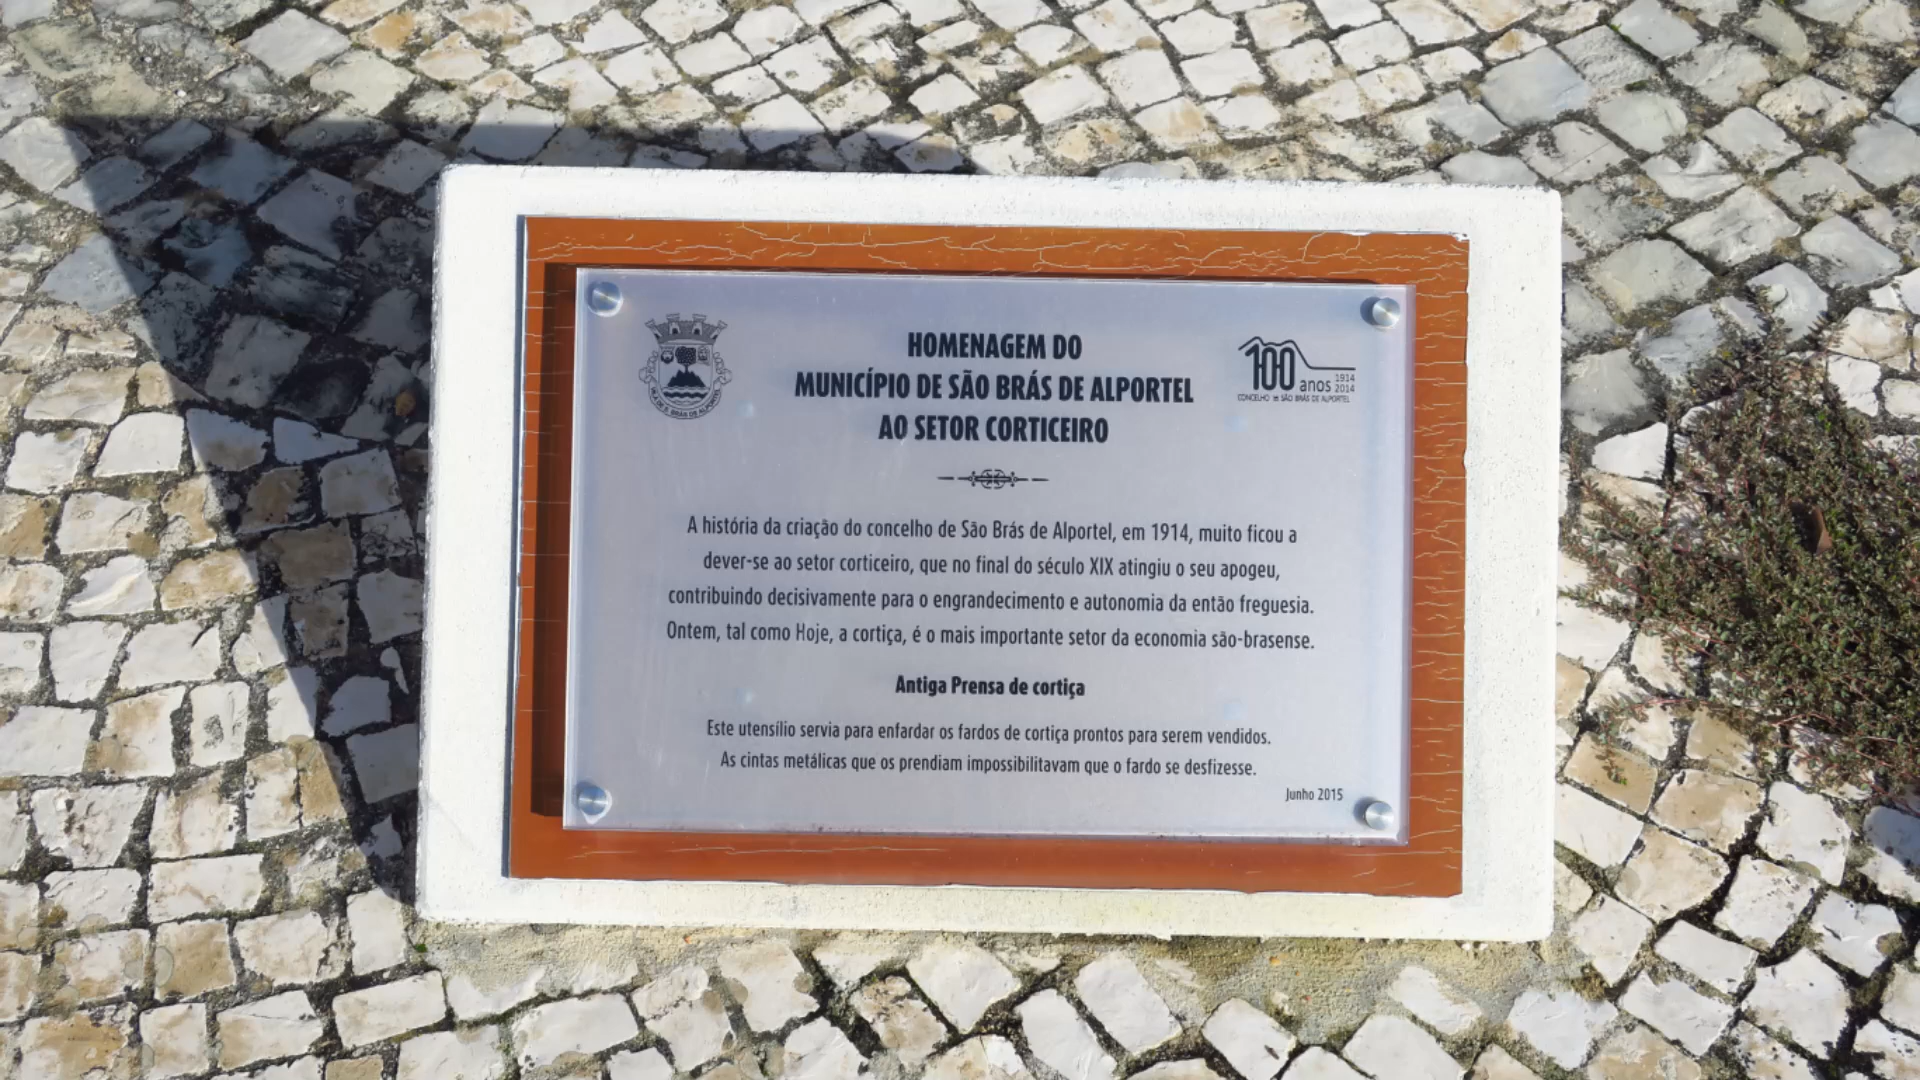 HOMENAGEM DO
MUNICÍPIO DE SÃO BRÁS DE ALPORTEL
AO SETOR CORTICEIRO
VILA DE S. BRÁS DE ALPORTEL
100 anos 1914 2014
CONCELHO DE SÃO BRÁS DE ALPORTEL
A história da criação do concelho de São Brás de Alportel, em 1914, muito ficou a
dever-se ao setor corticeiro, que no final do século XIX atingiu o seu apogeu,
contribuindo decisivamente para o engrandecimento e autonomia da então freguesia.
Ontem, tal como Hoje, a cortiça, é o mais importante setor da economia são-brasense.
Antiga Prensa de cortiça
Este utensílio servia para enfardar os fardos de cortiça prontos para serem vendidos.
As cintas metálicas que os prendiam impossibilitavam que o fardo se desfizesse.
Junho 2015